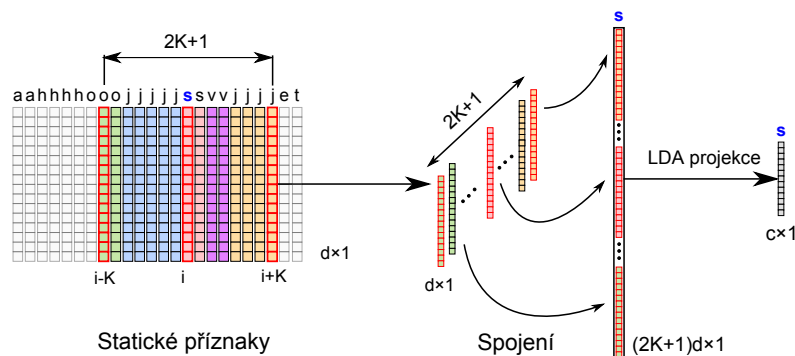 s
2K+1
a a h h h h o o o j j j j j s s v v j j j j e t
2K+1
s
LDA projekce
d×1
i-K
i
i+K
d×1
c×1
Statické příznaky
Spojení
(2K+1)d×1